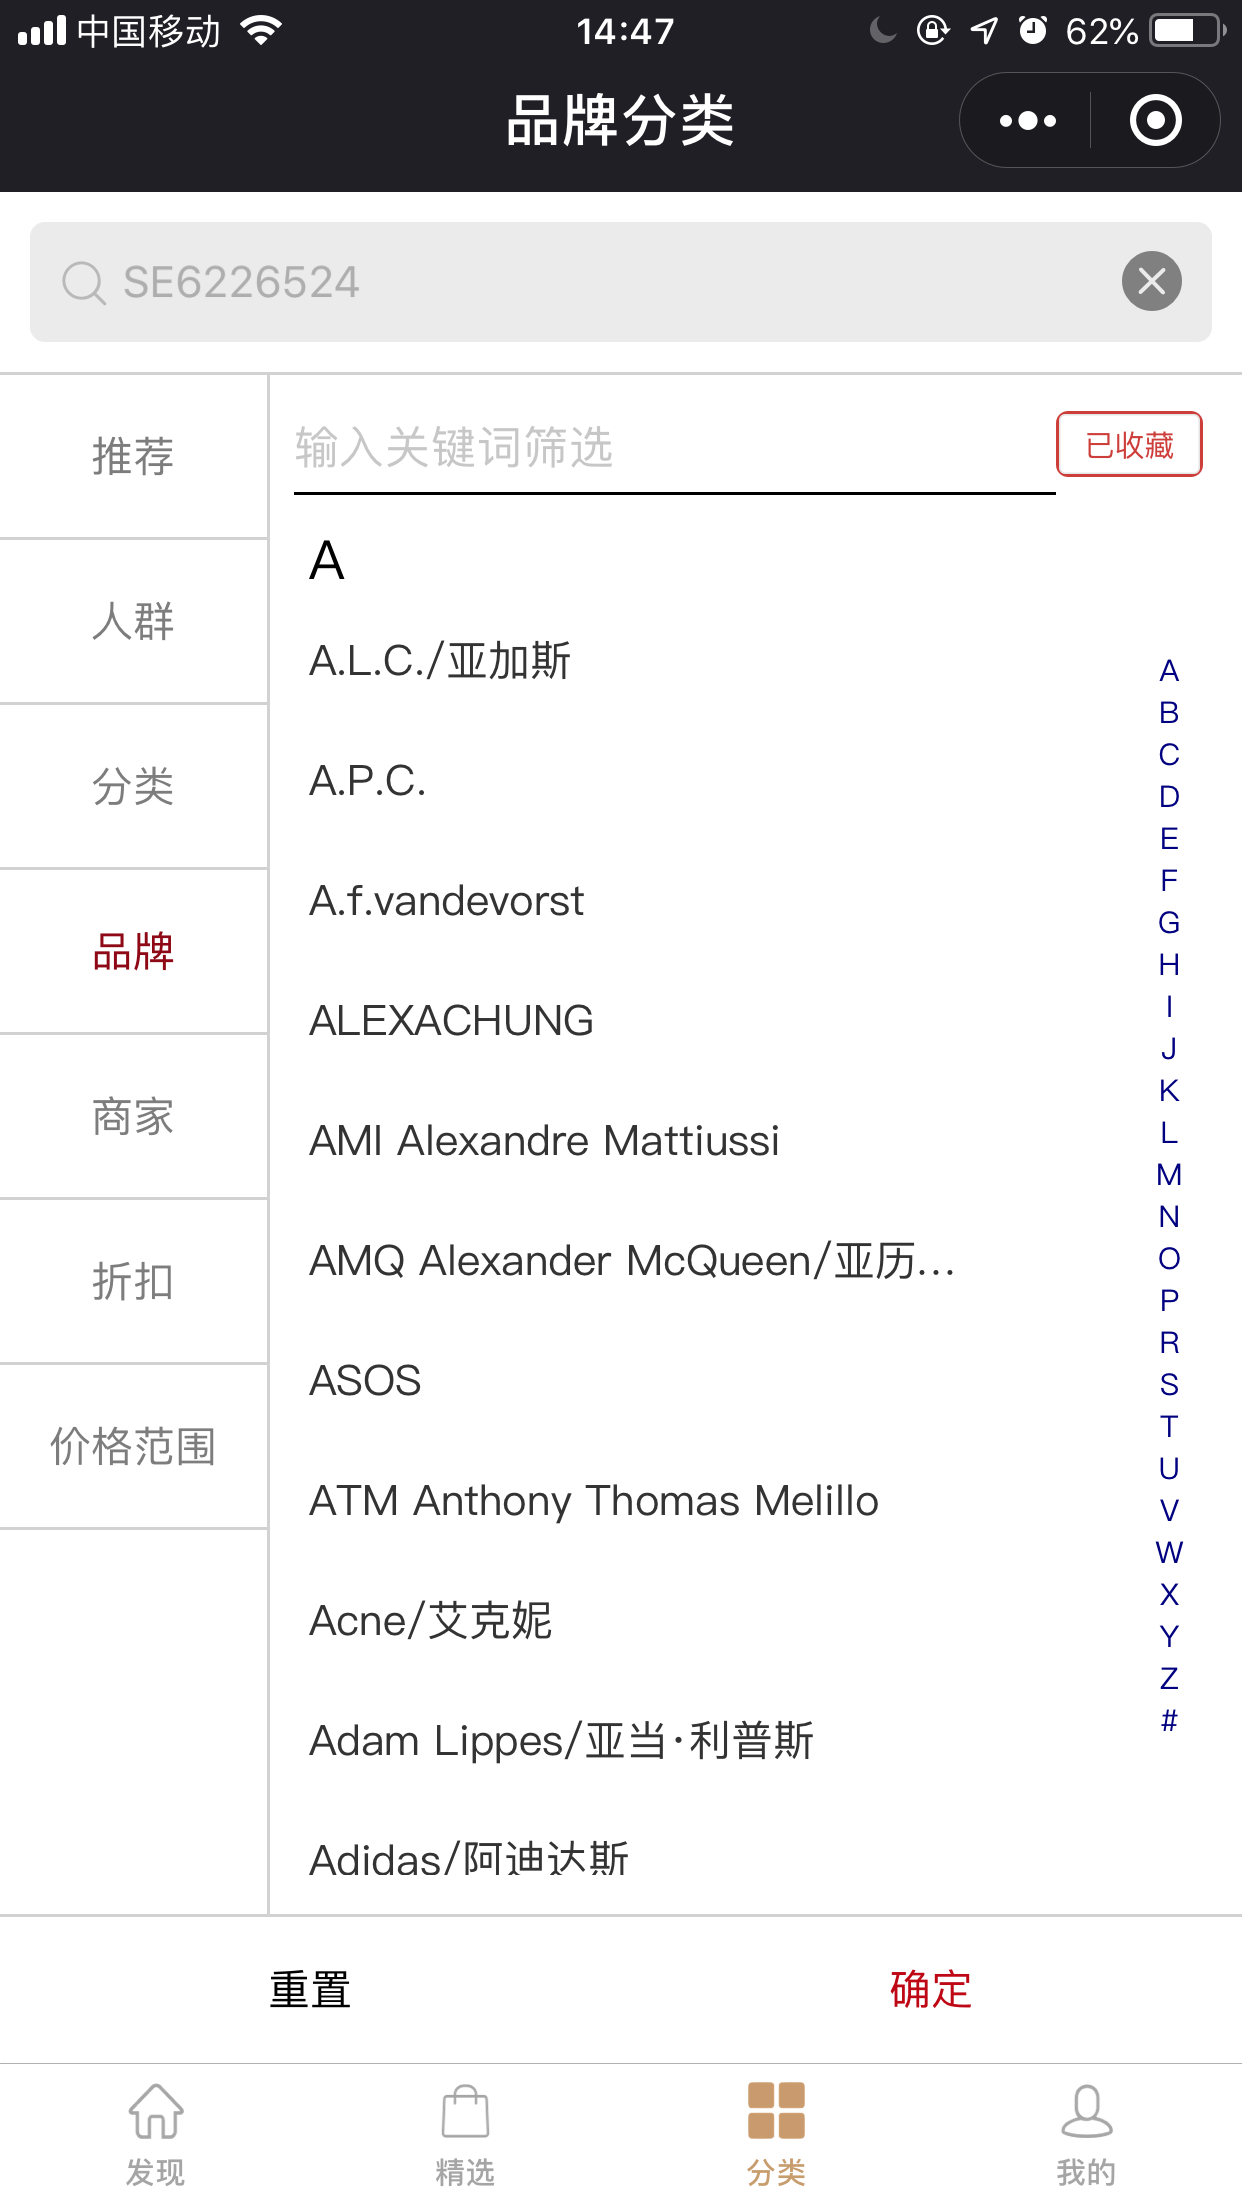 中国移动
14:47
62%
品牌分类
SE6226524
推荐
人群
分类
品牌
商家
折扣
价格范围
输入关键词筛选
已收藏
A
A.L.C./亚加斯
A.P.C.
A.f.vandevorst
ALEXACHUNG
AMI Alexandre Mattiussi
AMQ Alexander McQueen/亚历...
ASOS
ATM Anthony Thomas Melillo
Acne/艾克妮
Adam Lippes/亚当·利普斯
Adidas/阿迪达斯
A
B
C
D
E
F
G
H
I
J
K
L
M
N
O
P
R
S
T
U
V
W
X
Y
Z
#
重置
确定
发现
精选
分类
我的